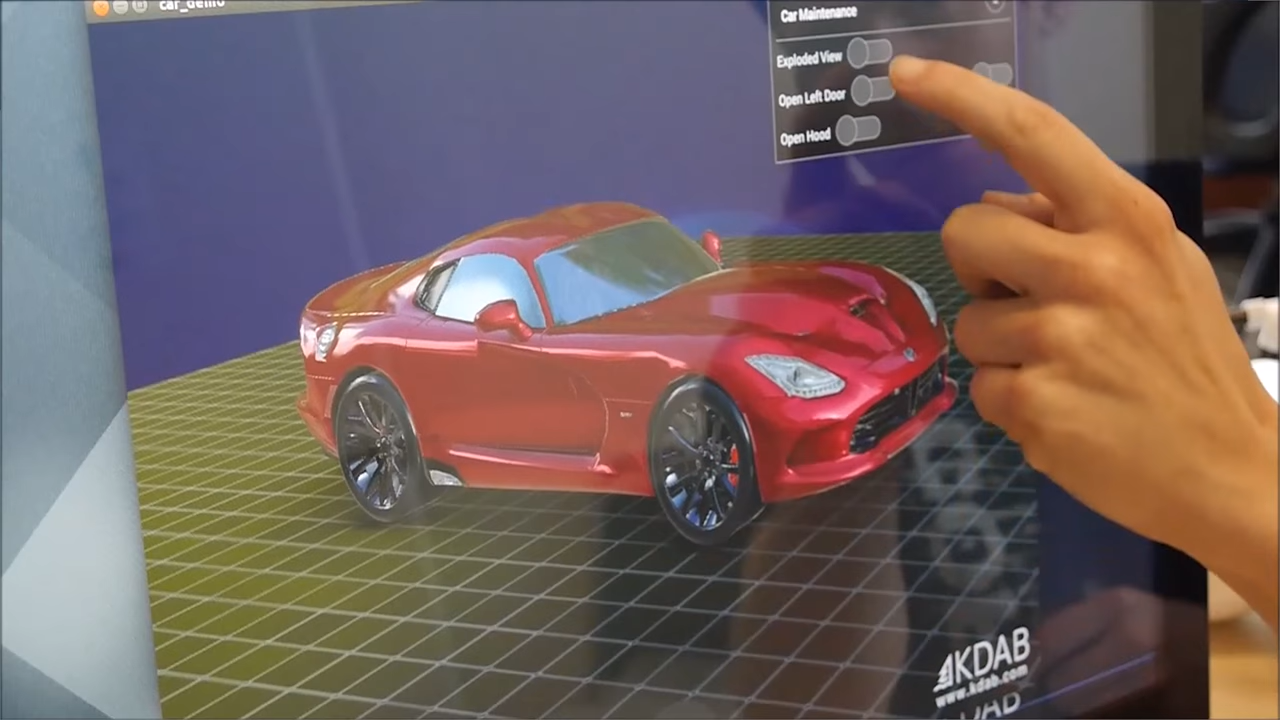 car_demo
Car Maintenance
Exploded View
Open Left Door
Open Hood
KDAB
www.kdab.com